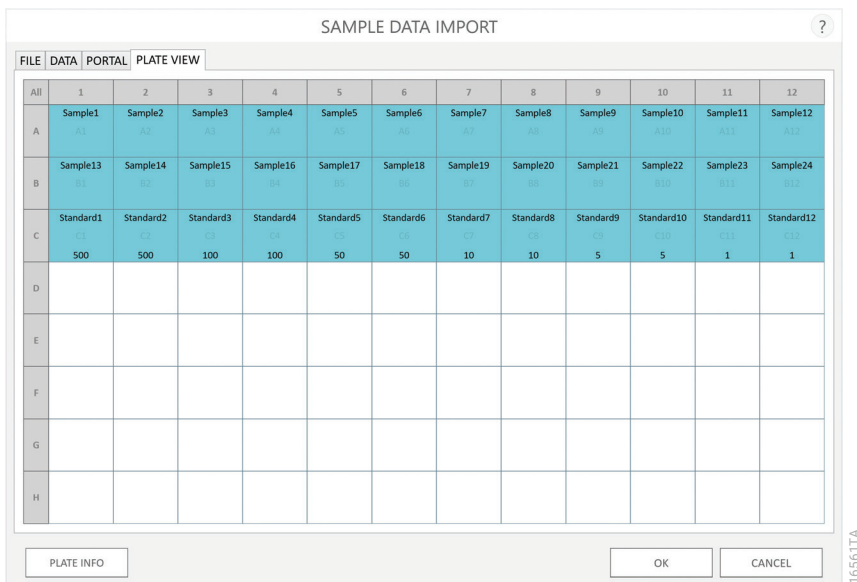 SAMPLE DATA IMPORT ?
FILE DATA PORTAL PLATE VIEW
All 1 2 3 4 5 6 7 8 9 10 11 12
Sample1 Sample2 Sample3 Sample4 Sample5 Sample6 Sample7 Sample8 Sample9 Sample10 Sample11 Sample12
A A1 A2 A3 A4 A5 A6 A7 A8 A9 A10 A11 A12
Sample13 Sample14 Sample15 Sample16 Sample17 Sample18 Sample19 Sample20 Sample21 Sample22 Sample23 Sample24
B B1 B2 B3 B4 B5 B6 B7 B8 B9 B10 B11 B12
Standard1 Standard2 Standard3 Standard4 Standard5 Standard6 Standard7 Standard8 Standard9 Standard10 Standard11 Standard12
C C1 C2 C3 C4 C5 C6 C7 C8 C9 C10 C11 C12
500 500 100 100 50 50 10 10 5 5 1 1
D
E
F
G
H
PLATE INFO OK CANCEL
16561TA